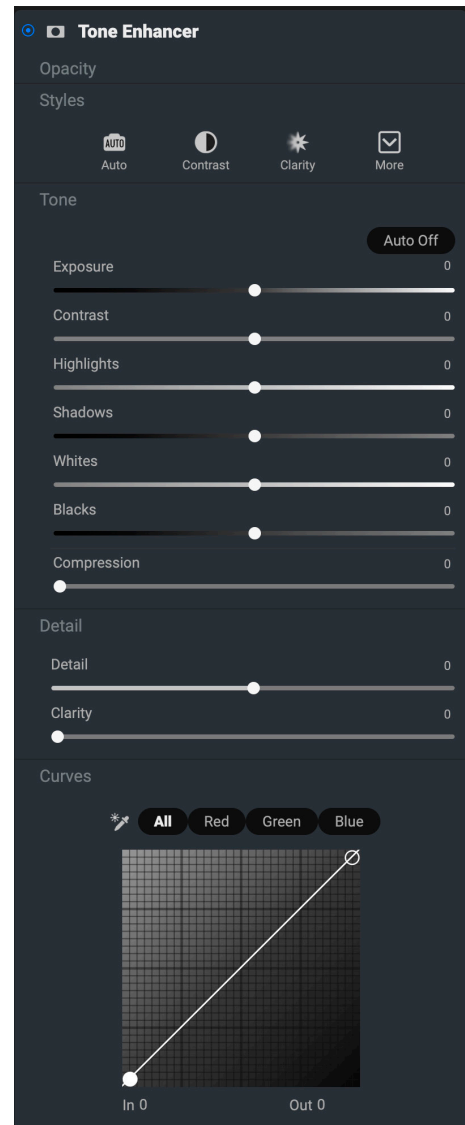 Tone Enhancer
Opacity
Styles
AUTO
Auto Contrast Clarity More
Tone
Auto Off
Exposure 0
Contrast 0
Highlights 0
Shadows 0
Whites 0
Blacks 0
Compression 0
Detail
Detail 0
Clarity 0
Curves
All Red Green Blue
In 0 Out 0